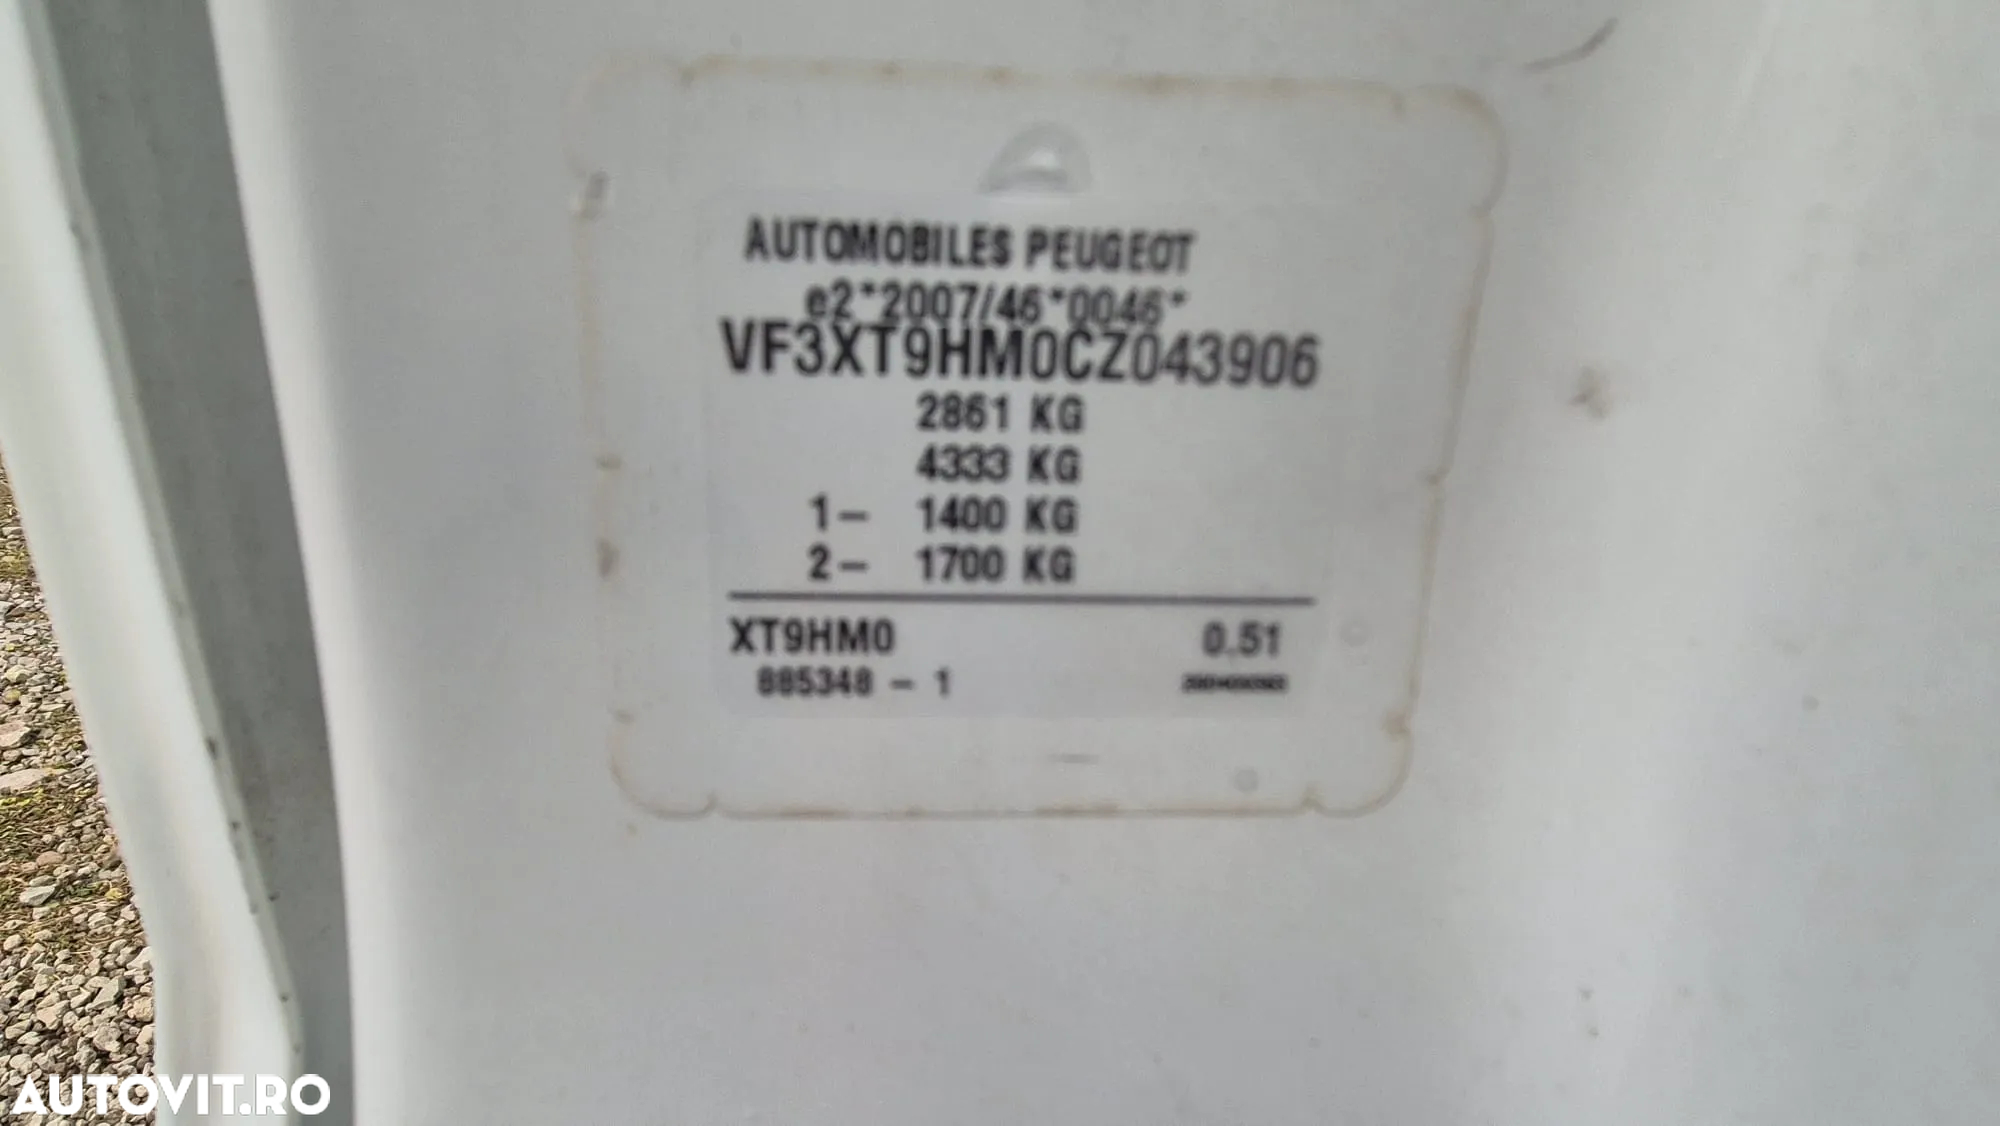 AUTOMOBILES PEUGEOT
e2*2007/46*0046*
VF3XT9HM0CZ043906
2861 KG
4333 KG
1- 1400 KG
2- 1700 KG
XT9HM0 0.51
885348 - 1
AUTOVIT.RO